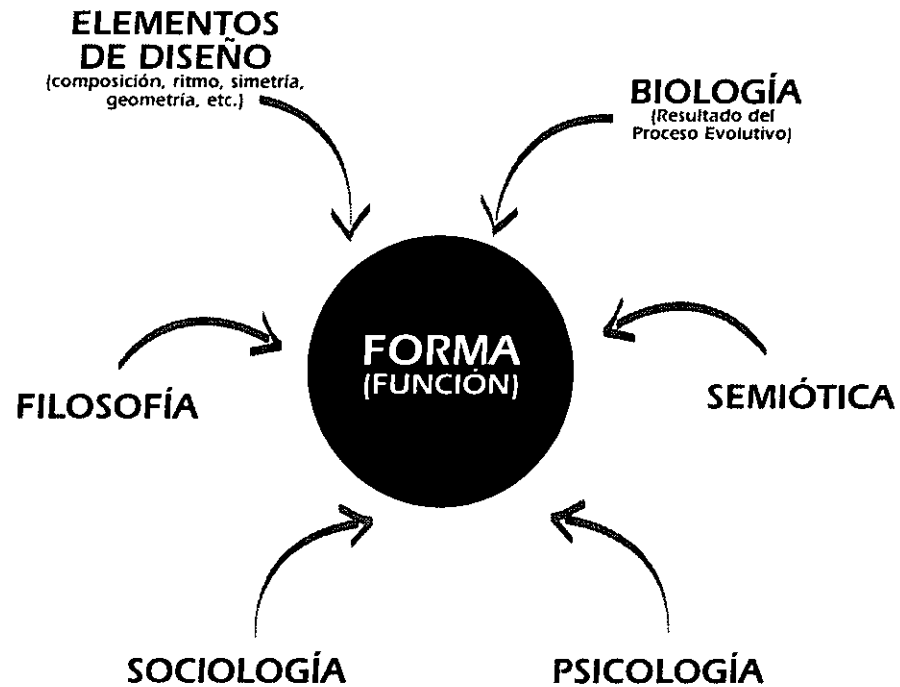 ELEMENTOS
DE DISEÑO
(composición, ritmo, simetría,
geometría, etc.)
BIOLOGÍA
(Resultado del
Proceso Evolutivo)
FORMA
(FUNCIÓN)
FILOSOFÍA
SEMIÓTICA
SOCIOLOGÍA
PSICOLOGÍA